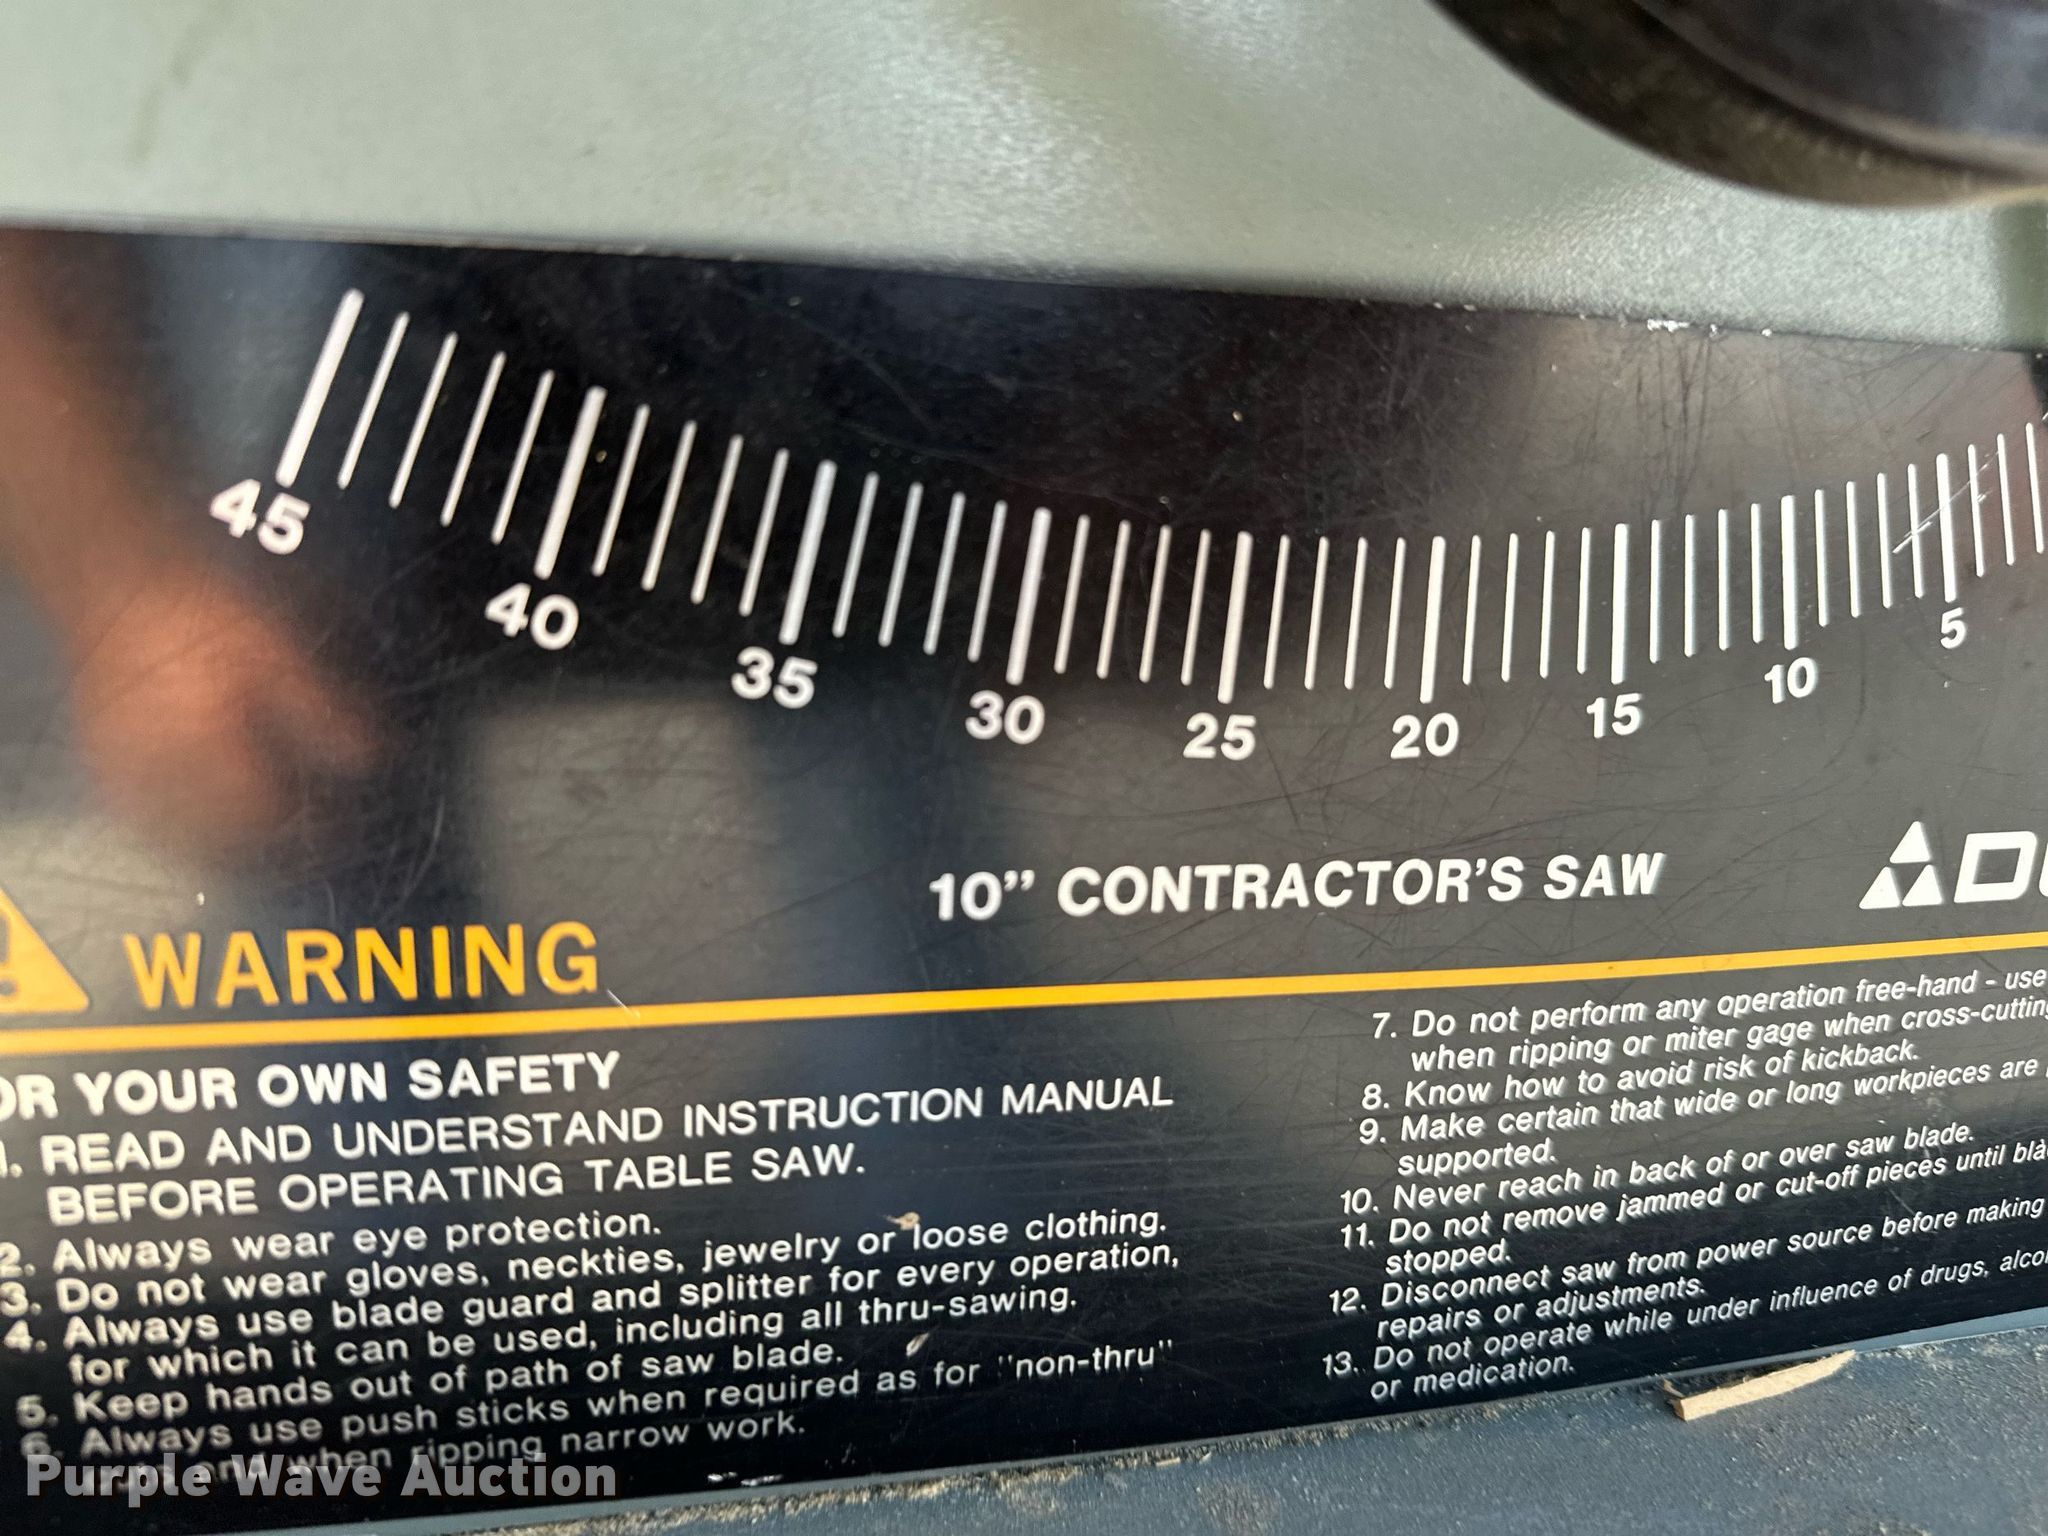 45 40 35 30 25 20 15 10 5
10" CONTRACTOR'S SAW
WARNING
YOUR OWN SAFETY
1. READ AND UNDERSTAND INSTRUCTION MANUAL
BEFORE OPERATING TABLE SAW.
2. Always wear eye protection.
3. Do not wear gloves, neckties, jewelry or loose clothing.
4. Always use blade guard and splitter for every operation,
for which it can be used, including all thru-sawing.
5. Keep hands out of path of saw blade.
6. Always use push sticks when required as for "non-thru"
and when ripping narrow work.
7. Do not perform any operation free-hand - use
when ripping or miter gage when cross-cutting
8. Know how to avoid risk of kickback.
9. Make certain that wide or long workpieces are
supported.
10. Never reach in back of or over saw blade.
11. Do not remove jammed or cut-off pieces until
stopped.
12. Disconnect saw from power source before making
repairs or adjustments.
13. Do not operate while under influence of drugs,
or medication.
Purple Wave Auction